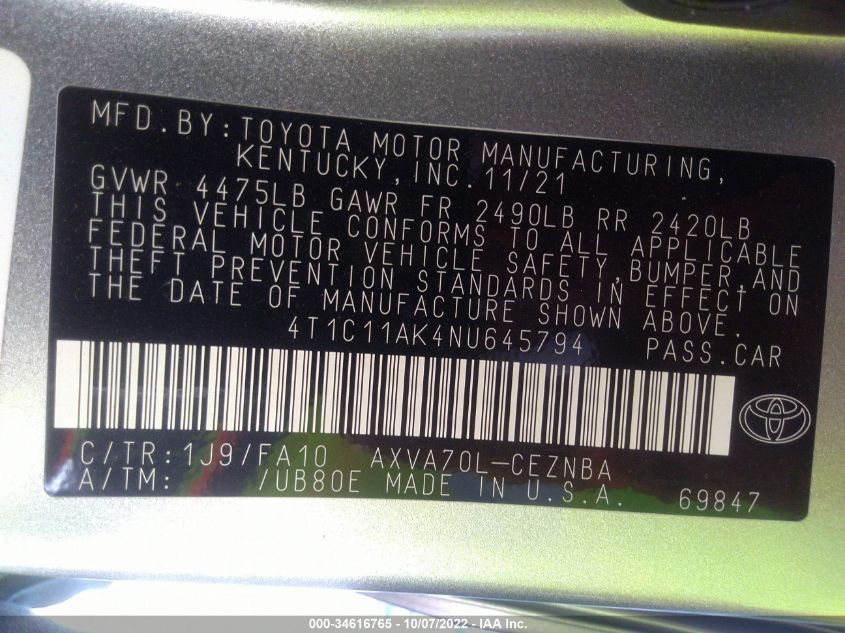 MFD.BY:TOYOTA MOTOR MANUFACTURING,
KENTUCKY,INC.11/21
GVWR 4475LB GAWR FR 2490LB RR 2420LB
THIS VEHICLE CONFORMS TO ALL APPLICABLE
FEDERAL MOTOR VEHICLE SAFETY,BUMPER,AND
THEFT PREVENTION STANDARDS IN EFFECT ON
THE DATE OF MANUFACTURE SHOWN ABOVE.
4T1C11AK4NU645794 PASS.CAR
C/TR:1J9/FA10 AXVA70L-CEZNBA
A/TM: /UB80E MADE IN U.S.A. 69847
000-34616765 - 10/07/2022 - IAA Inc.